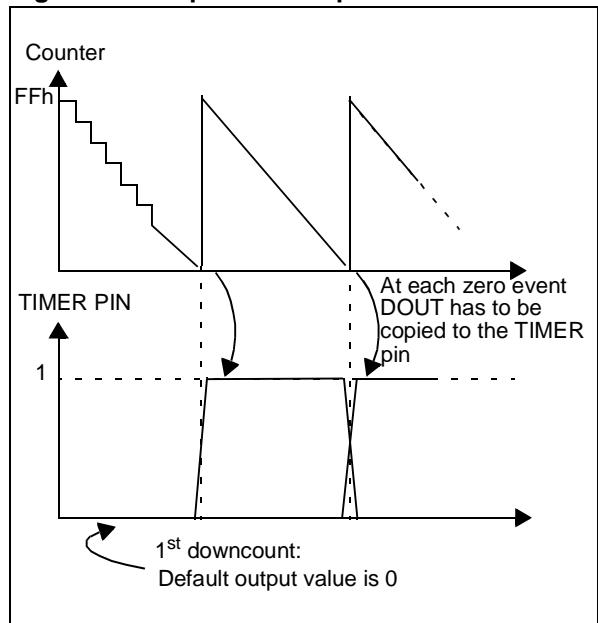 Counter
FFh
At each zero event
DOUT has to be
copied to the TIMER
pin
TIMER PIN
1
1st downcount:
Default output value is 0